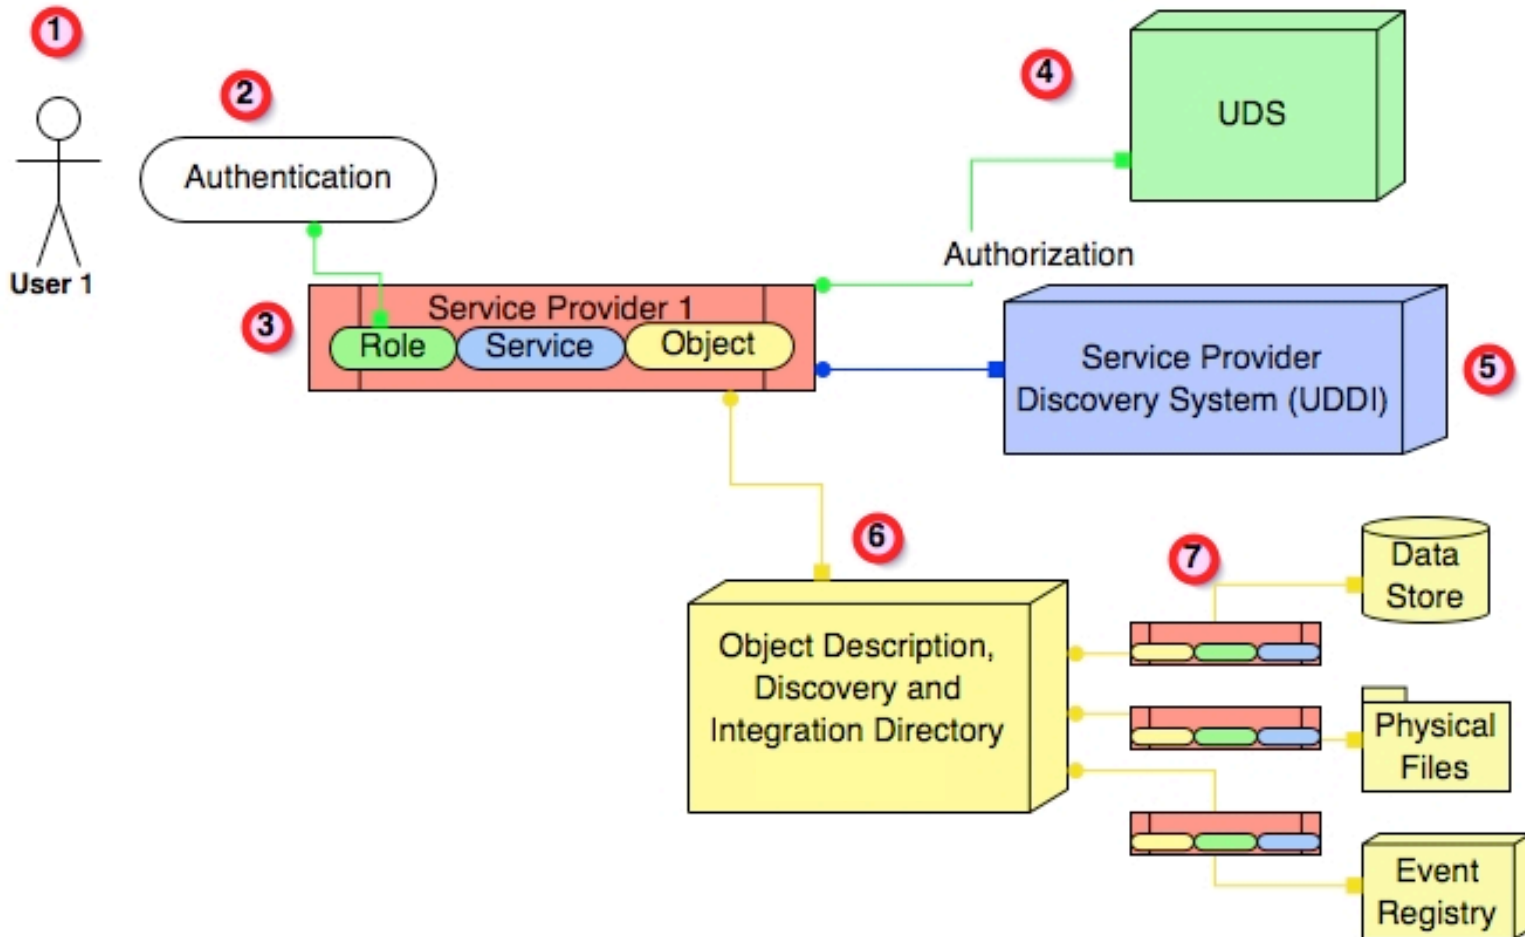 1
2
4
UDS
Authentication
Authorization
User 1
3
Service Provider 1
Role
Service
Object
Service Provider
Discovery System (UDDI)
5
6
7
Data
Store
Object Description,
Discovery and
Integration Directory
Physical
Files
Event
Registry